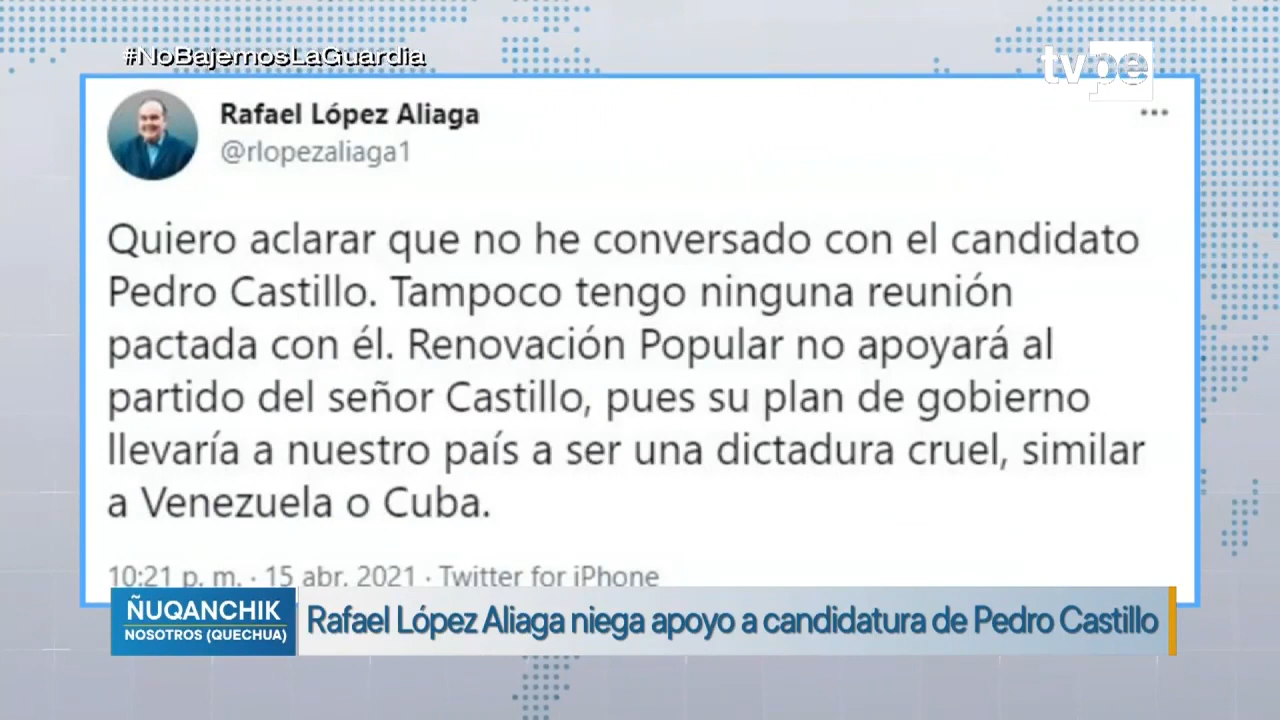 #NoBajemosLaGuardia
tvpe
Rafael López Aliaga
@rlopezaliaga1
Quiero aclarar que no he conversado con el candidato
Pedro Castillo. Tampoco tengo ninguna reunión
pactada con él. Renovación Popular no apoyará al
partido del señor Castillo, pues su plan de gobierno
llevaría a nuestro país a ser una dictadura cruel, similar
a Venezuela o Cuba.
10:21 p. m. · 15 abr. 2021 · Twitter for iPhone
ÑUQANCHIK
NOSOTROS (QUECHUA)
Rafael López Aliaga niega apoyo a candidatura de Pedro Castillo